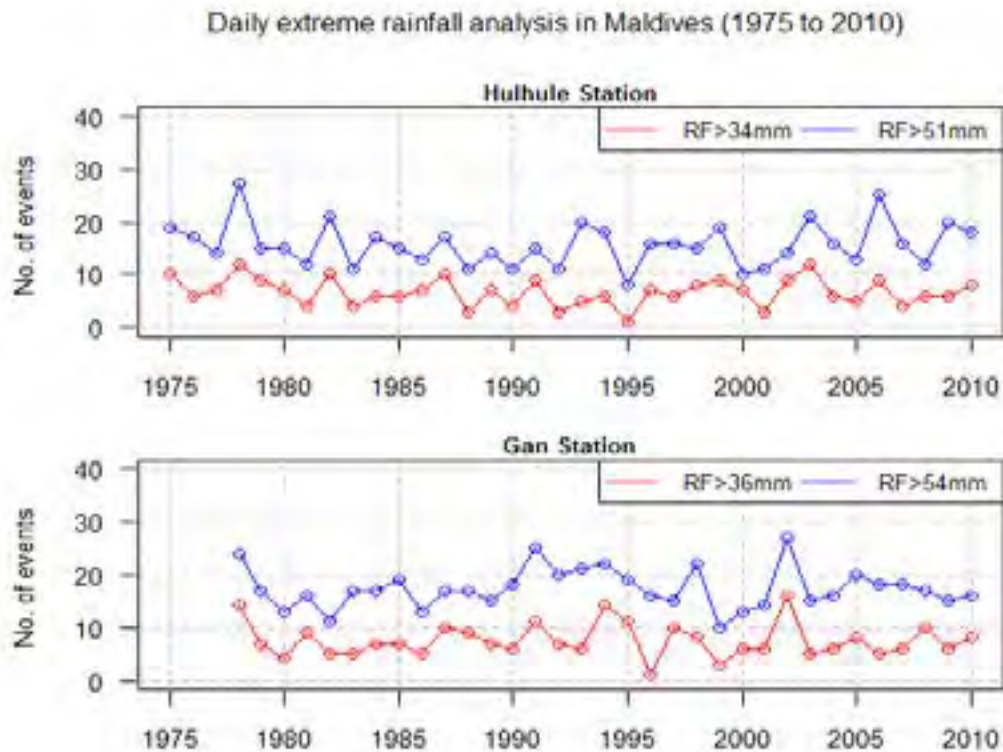 Daily extreme rainfall analysis in Maldives (1975 to 2010)
Hulhule Station
RF>34mm RF>51mm
No. of events
40
30
20
10
0
1975 1980 1985 1990 1995 2000 2005 2010
Gan Station
RF>36mm RF>54mm
No. of events
40
30
20
10
0
1975 1980 1985 1990 1995 2000 2005 2010